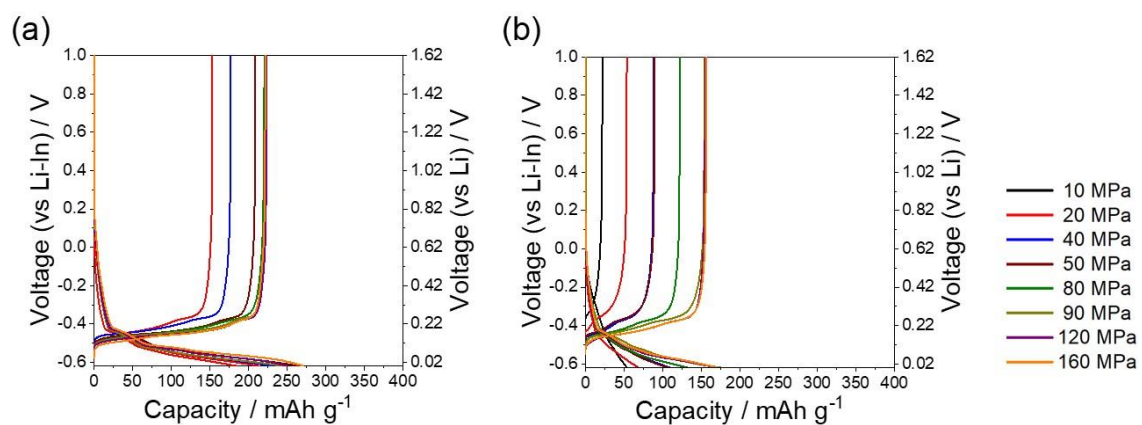 (a)
Voltage (vs Li-In) / V
1.0
0.8
0.6
0.4
0.2
0.0
-0.2
-0.4
-0.6
0 50 100 150 200 250 300 350 400
Capacity / mAh g-1
1.62
1.42
1.22
1.02
0.82
0.62
0.42
0.22
0.02
Voltage (vs Li) / V
(b)
Voltage (vs Li-In) / V
1.0
0.8
0.6
0.4
0.2
0.0
-0.2
-0.4
-0.6
0 50 100 150 200 250 300 350 400
Capacity / mAh g-1
1.62
1.42
1.22
1.02
0.82
0.62
0.42
0.22
0.02
Voltage (vs Li) / V
10 MPa
20 MPa
40 MPa
50 MPa
80 MPa
90 MPa
120 MPa
160 MPa